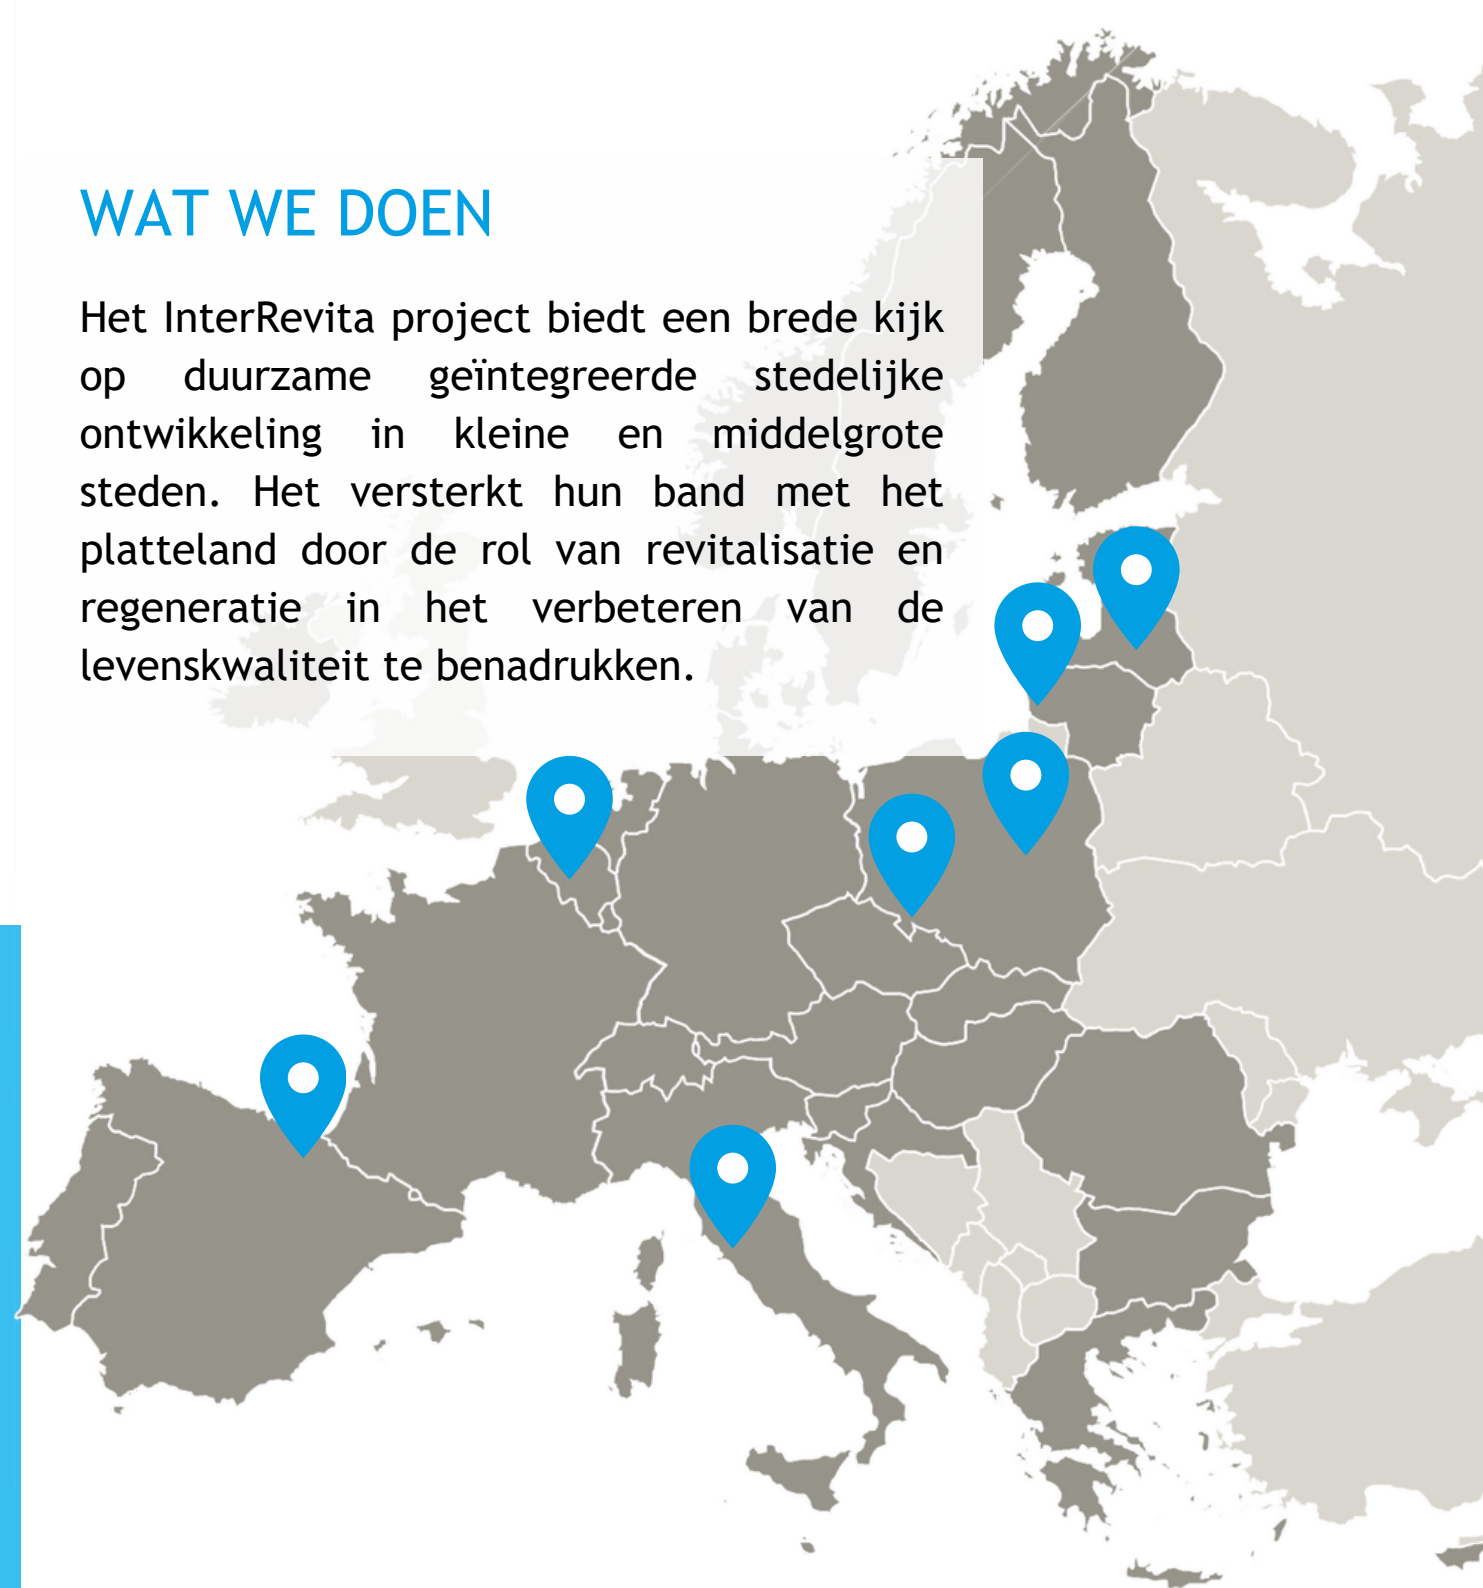 WAT WE DOEN
Het InterRevita project biedt een brede kijk
op duurzame geïntegreerde stedelijke
ontwikkeling in kleine en middelgrote
steden. Het versterkt hun band met het
platteland door de rol van revitalisatie en
regeneratie in het verbeteren van de
levenskwaliteit te benadrukken.